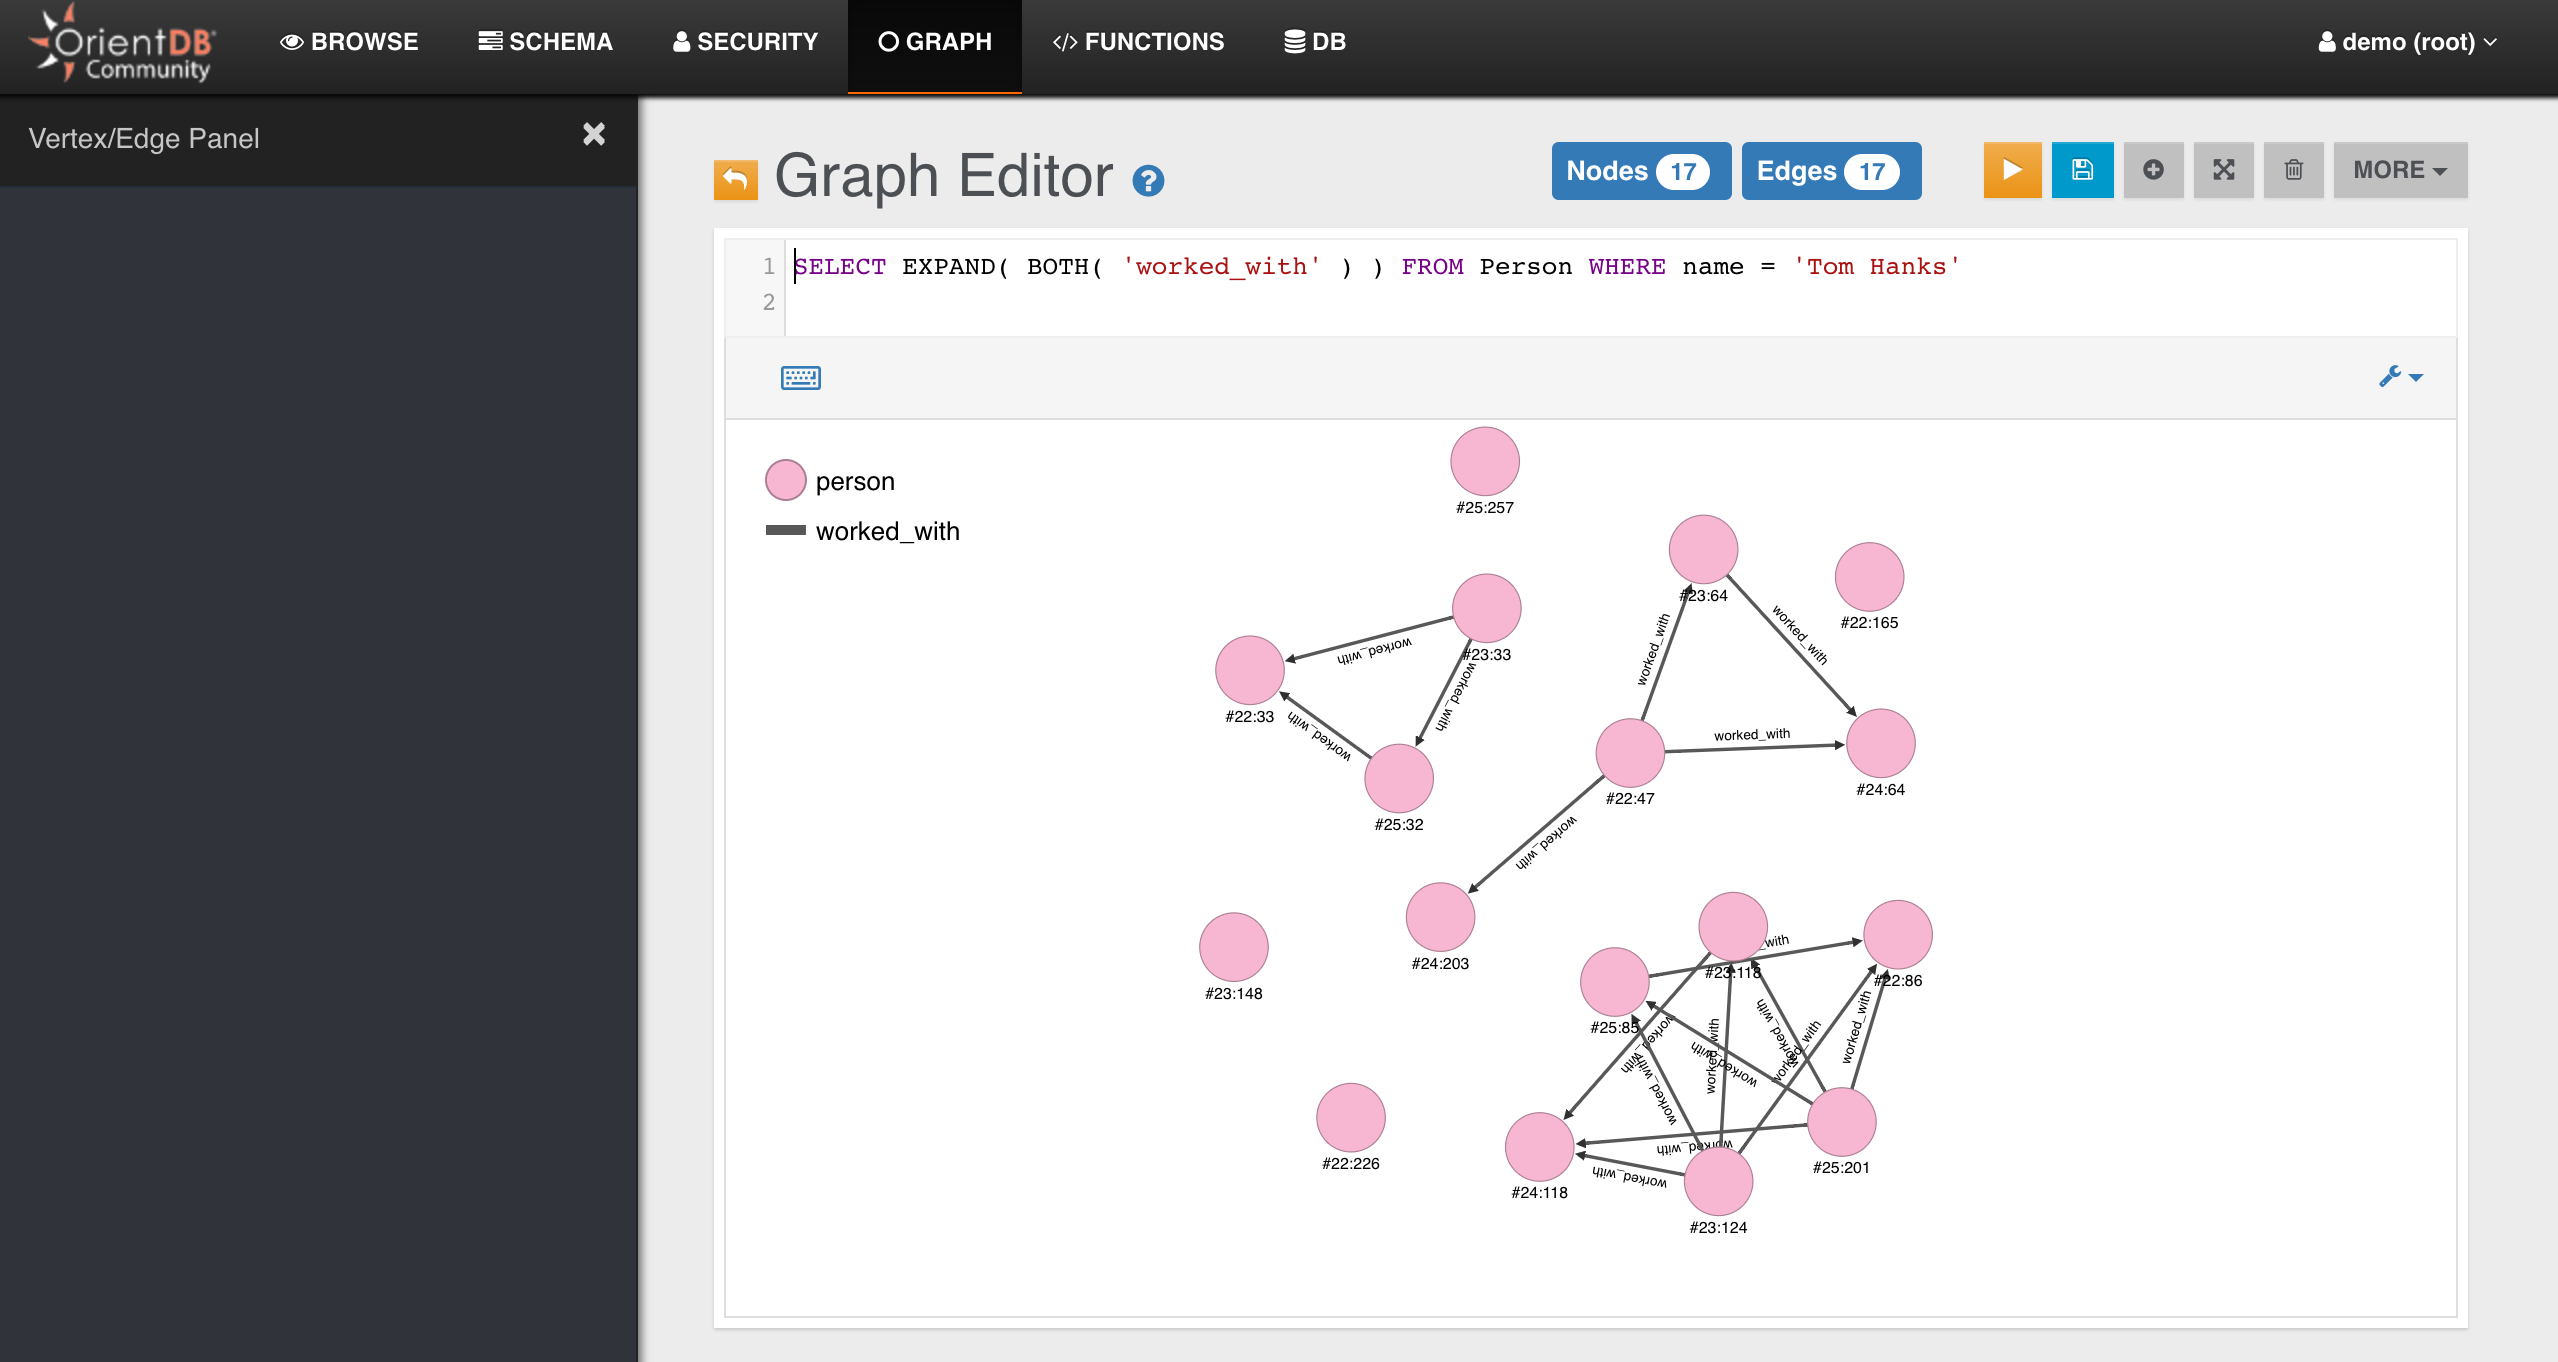 OrientDB
Community
BROWSE
SCHEMA
SECURITY
GRAPH
</> FUNCTIONS
DB
demo (root)
Vertex/Edge Panel
Graph Editor
Nodes 17
Edges 17
MORE
1 SELECT EXPAND( BOTH( 'worked_with' ) ) FROM Person WHERE name = 'Tom Hanks'
2
person
worked_with
#25:257
#23:64
#22:165
#23:33
#22:33
#25:32
#22:47
#24:64
#24:203
#23:148
#23:118
#22:86
#25:85
#22:226
#24:118
#25:201
#23:124
worked_with
worked_with
worked_with
worked_with
worked_with
worked_with
worked_with
_with
worked_with
worked_with
worked_with
worked_with
worked_with
worked_with
worked_with
worked_with
worked_with